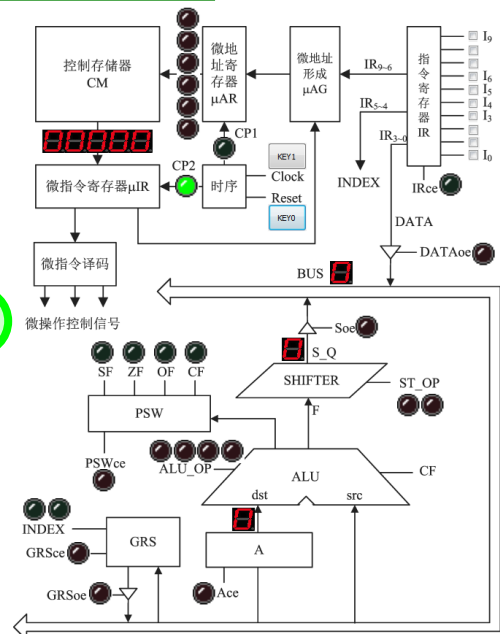 控制存储器
CM
微地
址寄
存器
μAR
微地址
形成
μAG
IR9~6
指
令
寄
存
器
IR
I9
I6
I5
I4
I3
I0
IR5~4
IR3~0
CP1
CP2
微指令寄存器μIR
时序
KEY1
Clock
Reset
KEY0
INDEX
IRce
DATA
DATAoe
微指令译码
BUS
微操作控制信号
Soe
S_Q
SF
ZF
OF
CF
SHIFTER
ST_OP
PSW
F
PSWce
ALU_OP
ALU
CF
dst
src
INDEX
GRS
A
GRSce
GRSoe
Ace